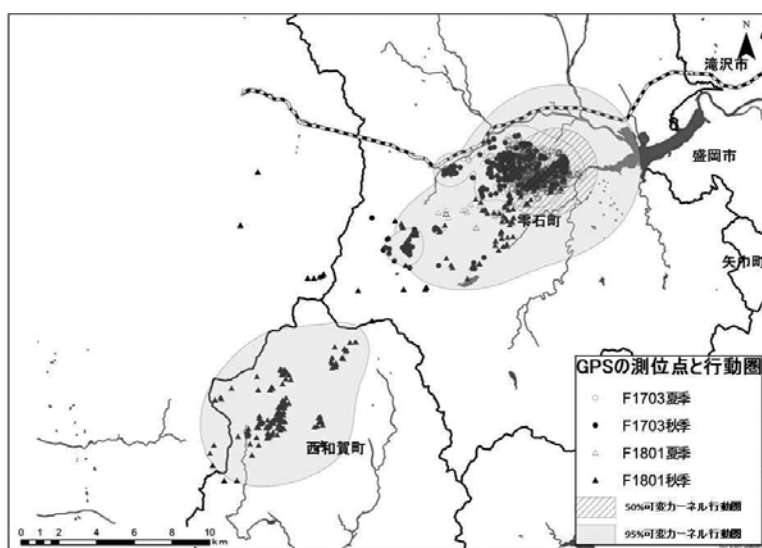 N
滝沢市
盛岡市
雫石町
矢巾町
西和賀町
GPSの測位点と行動圏
F1703夏季
F1703秋季
F1801夏季
F1801秋季
50%可変カーネル行動圏
95%可変カーネル行動圏
0 1 2 4 6 8 10
km